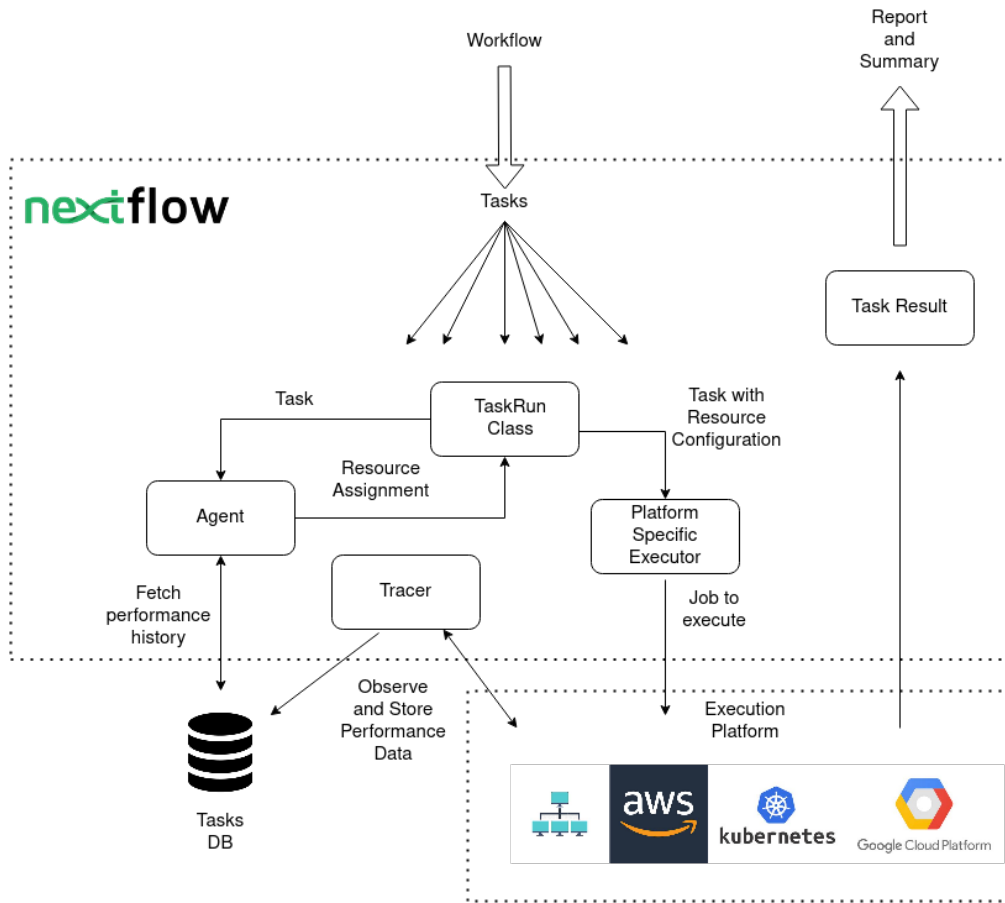 Workflow
Report
and
Summary
nextflow
Tasks
Task Result
Task
TaskRun
Class
Task with
Resource
Configuration
Resource
Assignment
Agent
Platform
Specific
Executor
Tracer
Fetch
performance
history
Job to
execute
Observe
and Store
Performance
Data
Execution
Platform
Tasks
DB
aws
kubernetes
Google Cloud Platform